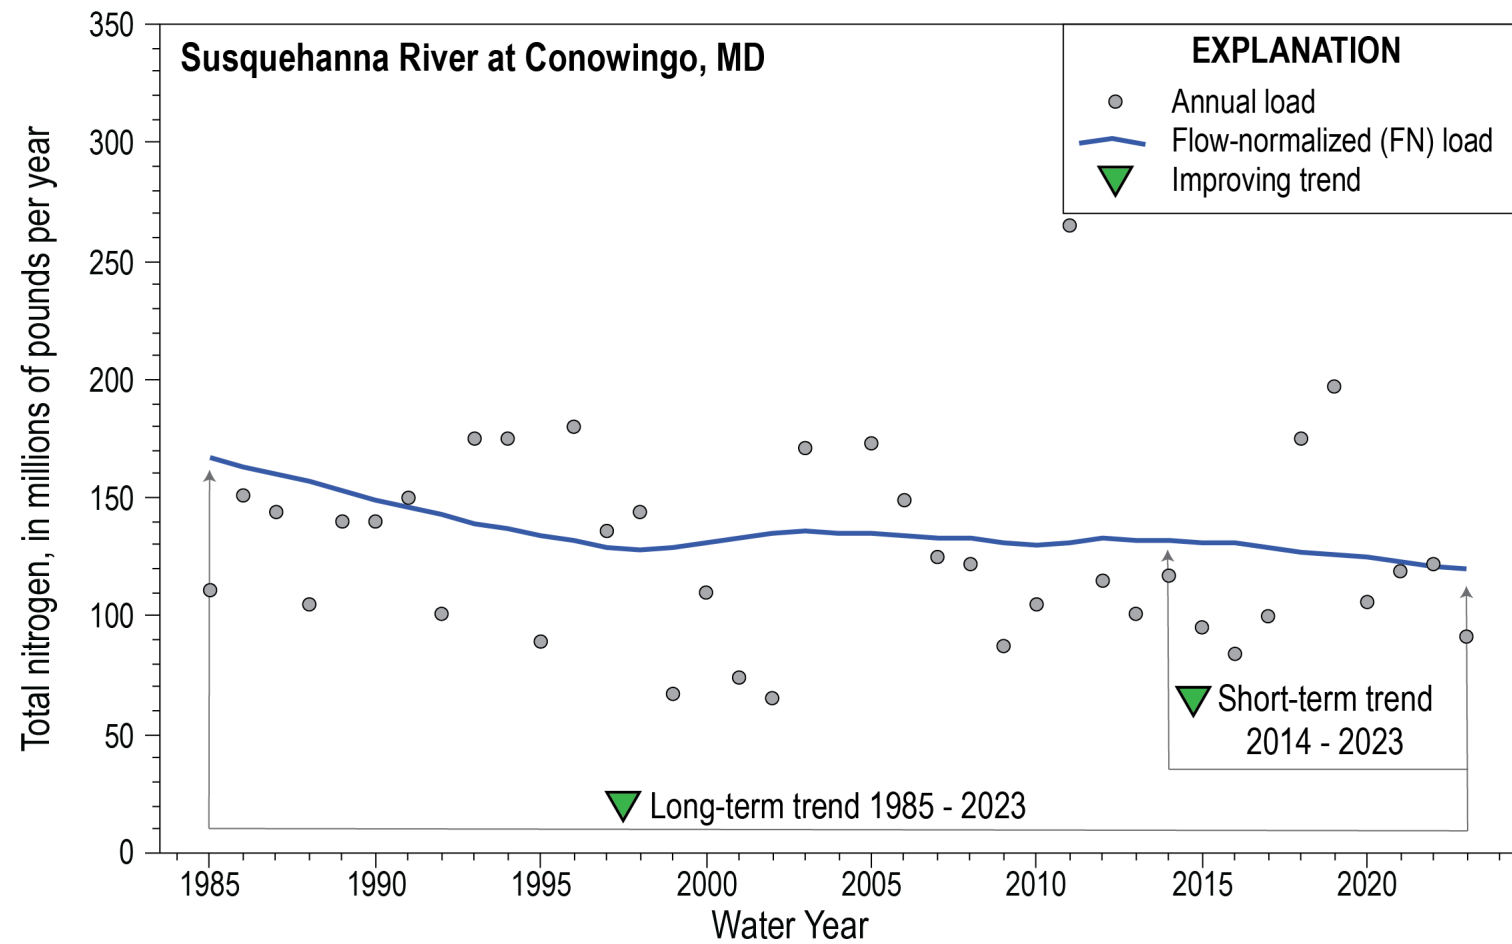 Susquehanna River at Conowingo, MD
EXPLANATION
Annual load
Flow-normalized (FN) load
Improving trend
Total nitrogen, in millions of pounds per year
350
300
250
200
150
100
50
0
Short-term trend
2014 - 2023
Long-term trend 1985 - 2023
1985 1990 1995 2000 2005 2010 2015 2020
Water Year